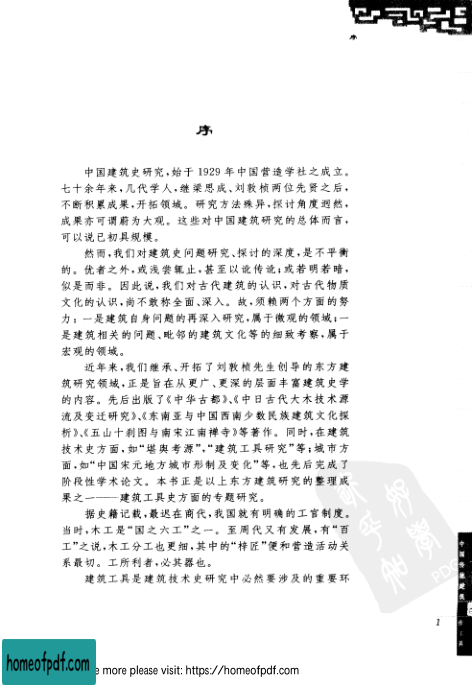 序
序
中国建筑史研究,始于 1929 年中国营造学社之成立。
七十余年来,几代学人,继梁思成、刘敦桢两位先贤之后,
不断积累成果,开拓领域。研究方法殊异,探讨角度迥然,
成果亦可谓蔚为大观。这些对中国建筑研究的总体而言,
可以说已初具规模。
然而,我们对建筑史问题研究、探讨的深度,是不平衡
的。优者之外,或浅尝辄止,甚至以讹传讹;或若明若暗,
似是而非。因此说,我们对古代建筑的认识,对古代物质
文化的认识,尚不敢称全面、深入。故,须赖两个方面的努
力:一是建筑自身问题的再深入研究,属于微观的领域;一
是建筑相关的问题、毗邻的建筑文化等的细致考察,属于
宏观的领域。
近年来,我们继承、开拓了刘敦桢先生创导的东方建
筑研究领域,正是旨在从更广、更深的层面丰富建筑史学
的内容。先后出版了《中华古都》、《中日古代大木技术源
流及变迁研究》、《东南亚与中国西南少数民族建筑文化探
析》、《五山十刹图与南宋江南禅寺》等著作。同时,在建筑
技术史方面,如“堪舆考源”,“建筑工具研究”等;城市方
面,如“中国宋元地方城市形制及变化”等,也先后完成了
阶段性学术论文。本书正是以上东方建筑研究的整理成
果之一——建筑工具史方面的专题研究。
据史籍记载,最迟在商代,我国就有明确的工官制度。
当时,木工是“国之六工”之一。至周代又有发展,有“百
工”之说,木工分工也更细,其中的“梓匠”便和营造活动关
系最切。工所利者,必其器也。
建筑工具是建筑技术史研究中必然要涉及的重要环
1
homeofpdf.com
e more please visit: https://homeofpdf.com